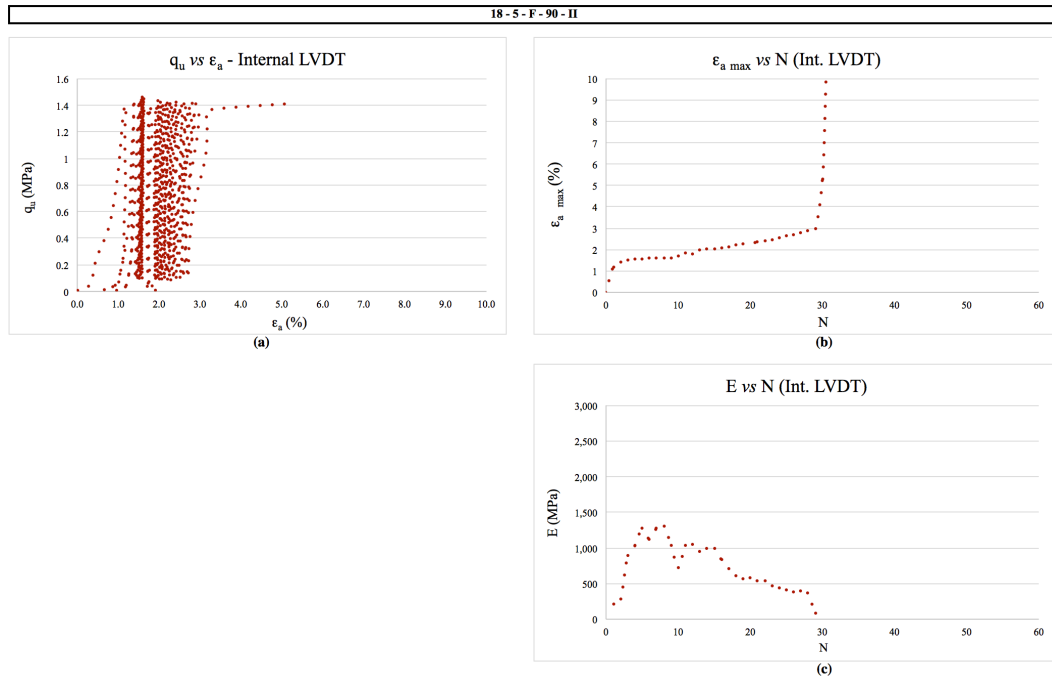 18 - 5 - F - 90 - II
qu vs εa - Internal LVDT
1.6
1.4
1.2
1
0.8
0.6
0.4
0.2
0
qu (MPa)
0.0 1.0 2.0 3.0 4.0 5.0 6.0 7.0 8.0 9.0 10.0
εa (%)
(a)
εa max vs N (Int. LVDT)
10
9
8
7
6
5
4
3
2
1
0
εa max (%)
0 10 20 30 40 50 60
N
(b)
E vs N (Int. LVDT)
3,000
2,500
2,000
1,500
1,000
500
0
E (MPa)
0 10 20 30 40 50 60
N
(c)